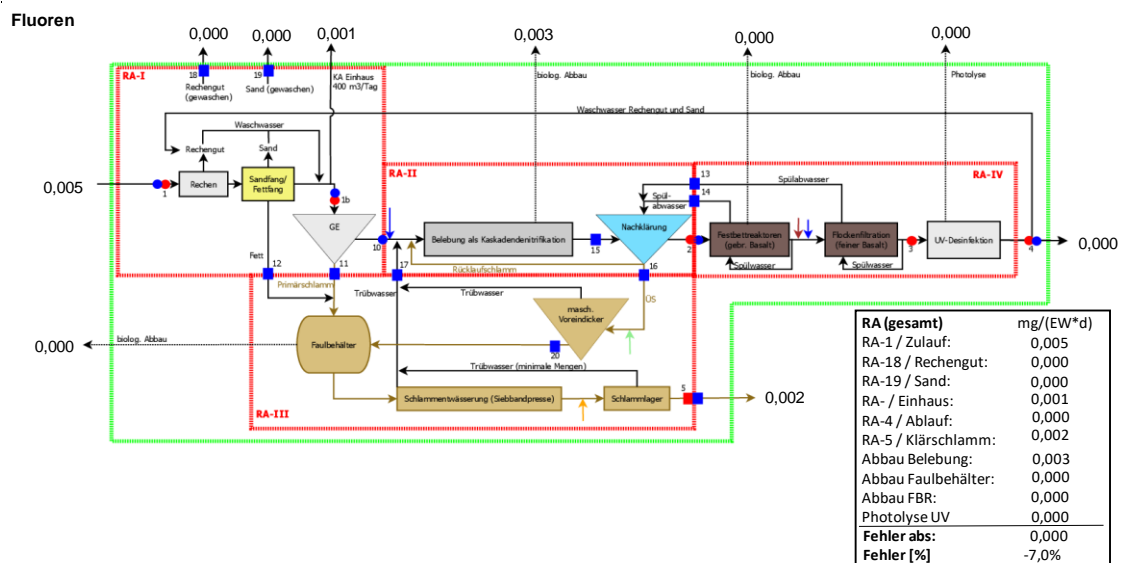 Fluoren
0,000
0,000
0,001
0,003
0,000
0,000
RA-I
18
Rechengut
(gewaschen)
19
Sand (gewaschen)
KA Einhaus
400 m3/Tag
biolog. Abbau
biolog. Abbau
Photolyse
Waschwasser Rechengut und Sand
Waschwasser
Rechengut
Sand
0,005
1
Rechen
Sandfang/
Fettfang
1b
GE
RA-II
10
Belebung als Kaskadendenitrifikation
15
Nachklärung
Spül-
abwasser
13
14
Spülabwasser
RA-IV
2
Festbettreaktoren
(gebr. Basalt)
Flockenfiltration
(feiner Basalt)
3
UV-Desinfektion
4
0,000
Spülwasser
Spülwasser
Rücklaufschlamm
Fett
12
11
17
16
Primärschlamm
Trübwasser
Trübwasser
ÜS
masch.
Voreindicker
0,000
biolog. Abbau
Faulbehälter
20
Trübwasser (minimale Mengen)
Schlammentwässerung (Siebbandpresse)
Schlammlager
5
0,002
RA-III
RA (gesamt) mg/(EW*d)
RA-1 / Zulauf: 0,005
RA-18 / Rechengut: 0,000
RA-19 / Sand: 0,000
RA- / Einhaus: 0,001
RA-4 / Ablauf: 0,000
RA-5 / Klärschlamm: 0,002
Abbau Belebung: 0,003
Abbau Faulbehälter: 0,000
Abbau FBR: 0,000
Photolyse UV 0,000
Fehler abs: 0,000
Fehler [%] -7,0%